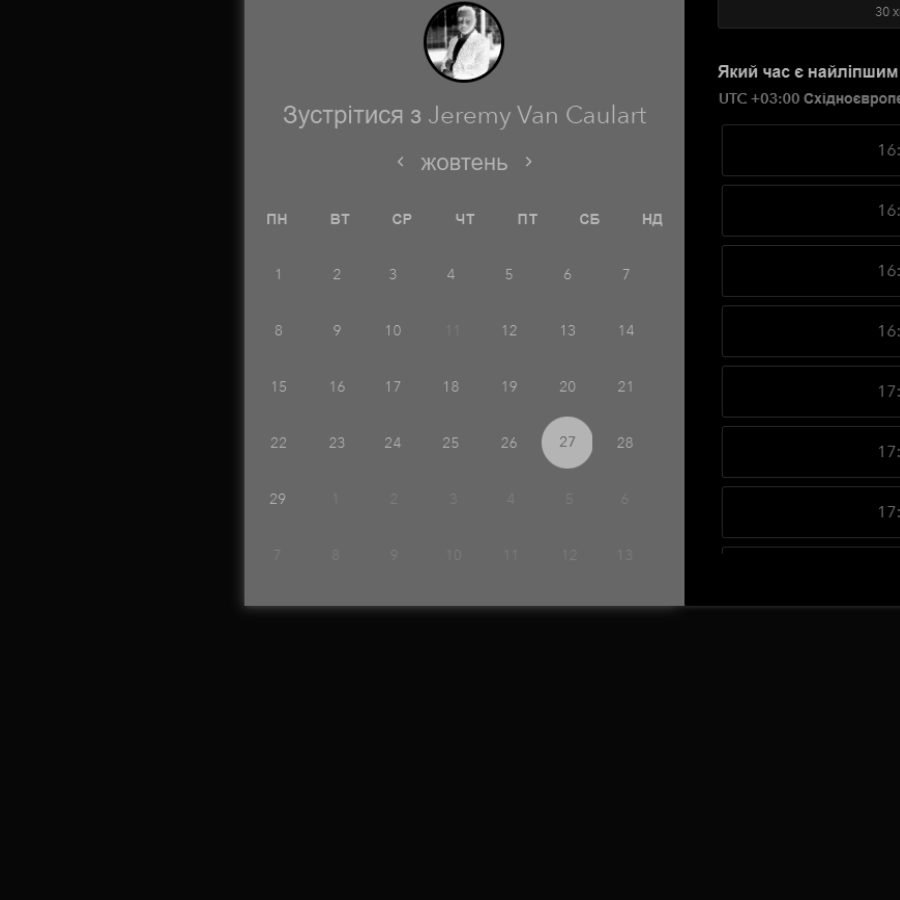 Зустрітися з Jeremy Van Caulart
жовтень
ПН ВТ СР ЧТ ПТ СБ НД
1 2 3 4 5 6 7
8 9 10 11 12 13 14
15 16 17 18 19 20 21
22 23 24 25 26 27 28
29 1 2 3 4 5 6
7 8 9 10 11 12 13
30 х
Який час є найліпшим
UTC +03:00 Східноєвропе
16:
16:
16:
16:
17:
17:
17: